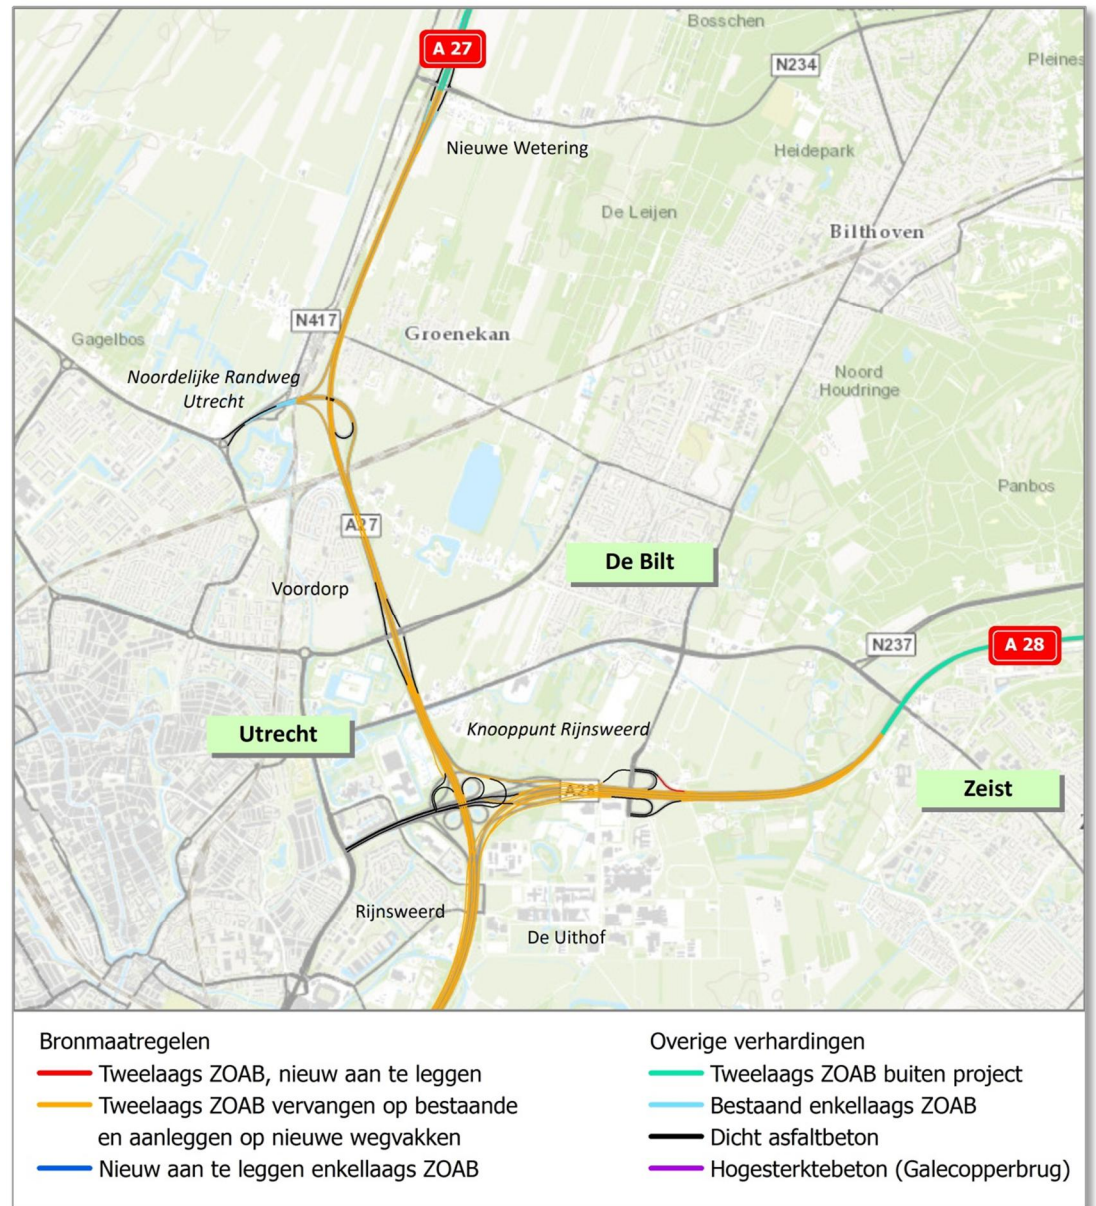 Bosschen
A 27
N234
Pleines
Nieuwe Wetering
Heidepark
De Leijen
Bilthoven
N417
Groenekan
Gagelbos
Noordelijke Randweg
Utrecht
Noord
Houdringe
Panbos
A27
De Bilt
Voordorp
N237
A 28
Utrecht
Knooppunt Rijnsweerd
A28
Zeist
Rijnsweerd
De Uithof
Bronmaatregelen
Tweelaags ZOAB, nieuw aan te leggen
Tweelaags ZOAB vervangen op bestaande
en aanleggen op nieuwe wegvakken
Nieuw aan te leggen enkellaags ZOAB
Overige verhardingen
Tweelaags ZOAB buiten project
Bestaand enkellaags ZOAB
Dicht asfaltbeton
Hogesterktebeton (Galecopperbrug)